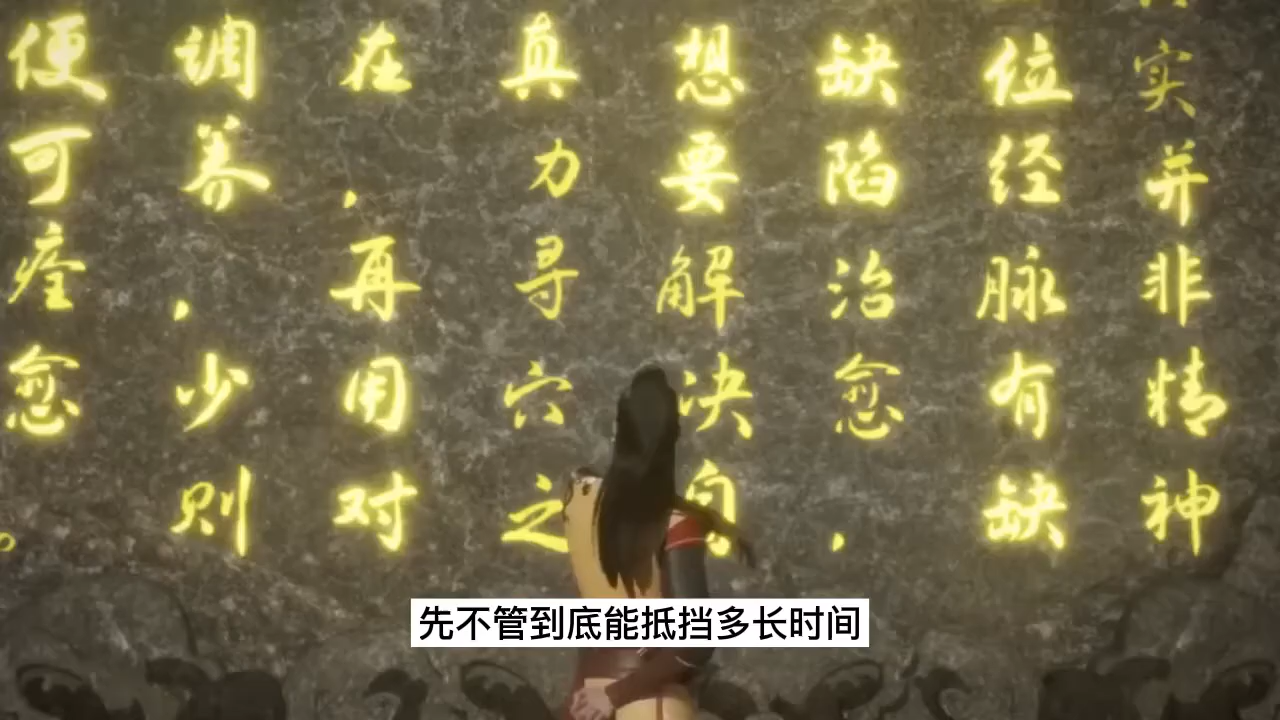 实并非精神
位经脉有缺
缺陷治愈，
想要解决自
真力寻穴之
在，再用对
调养，少则
便可痊愈。
先不管到底能抵挡多长时间